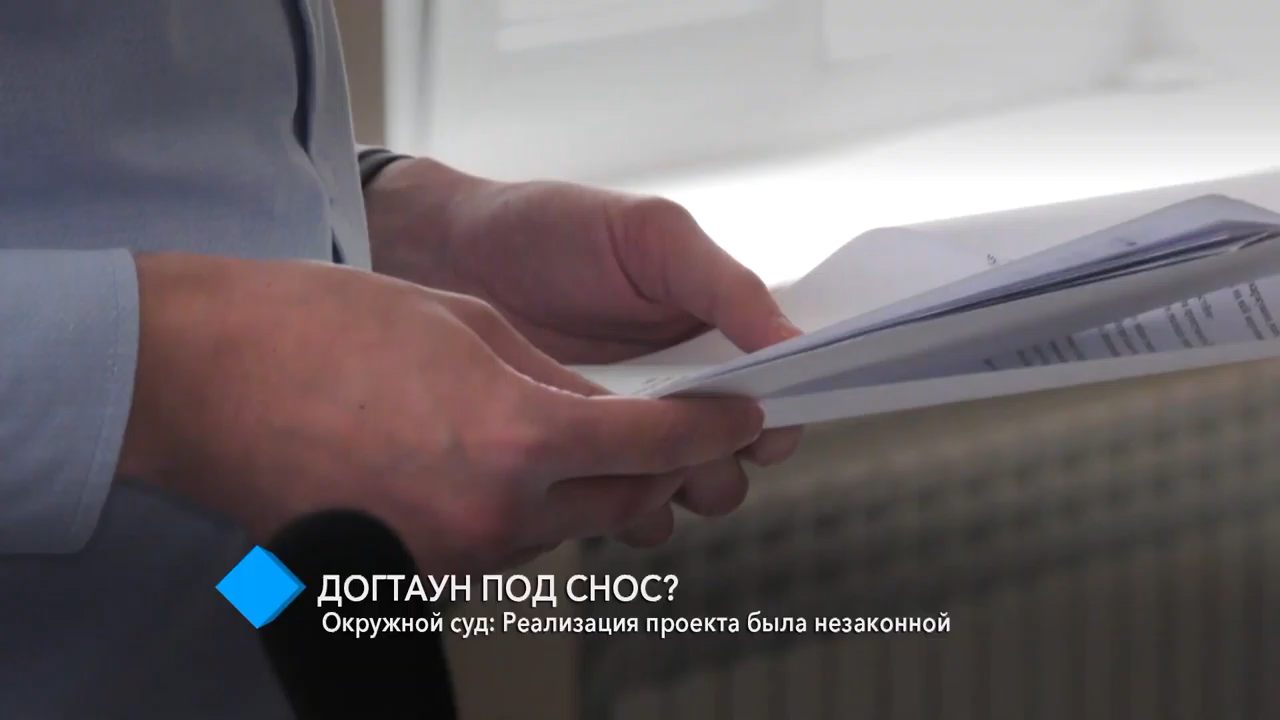 ДОГТАУН ПОД СНОС?
Окружной суд: Реализация проекта была незаконной